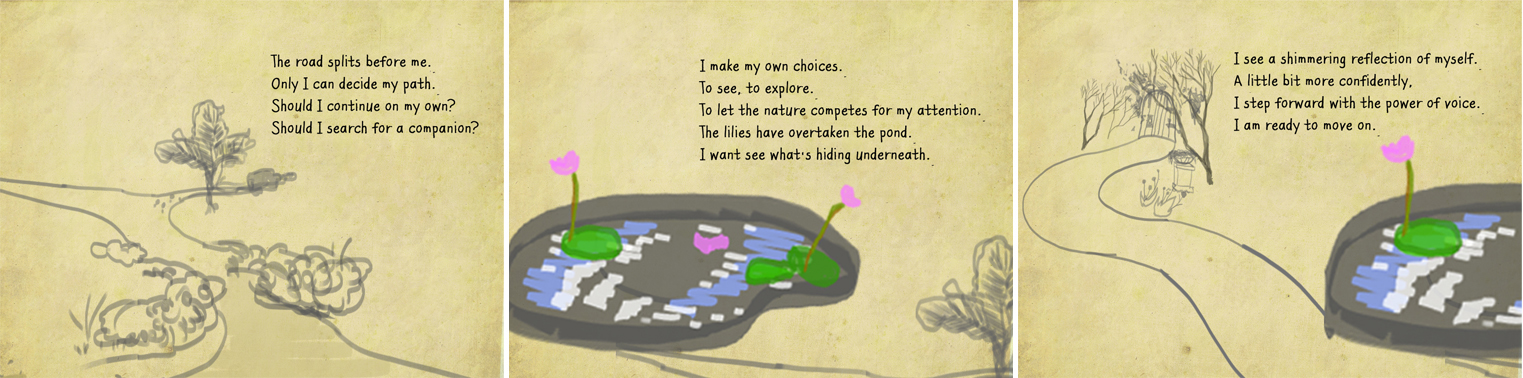 The road splits before me.
Only I can decide my path.
Should I continue on my own?
Should I search for a companion?
I make my own choices.
To see, to explore.
To let the nature competes for my attention.
The lilies have overtaken the pond.
I want see what's hiding underneath.
I see a shimmering reflection of myself.
A little bit more confidently,
I step forward with the power of voice.
I am ready to move on.